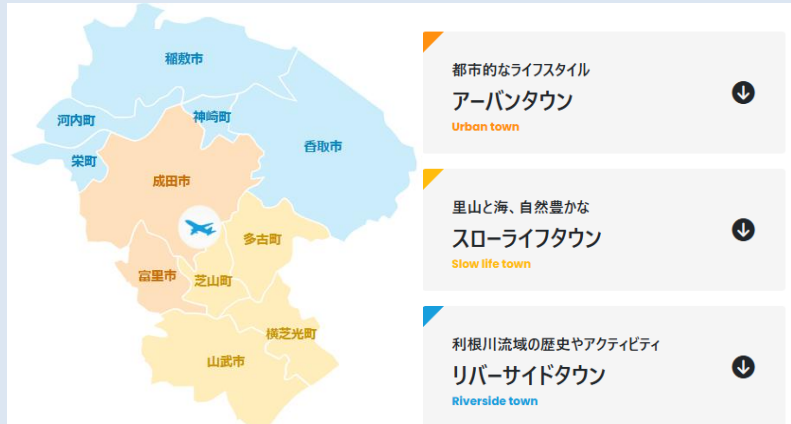 稲敷市
河内町
神崎町
香取市
栄町
成田市
多古町
富里市
芝山町
横芝光町
山武市
都市的なライフスタイル
アーバンタウン
Urban town
里山と海、自然豊かな
スローライフタウン
Slow life town
利根川流域の歴史やアクティビティ
リバーサイドタウン
Riverside town